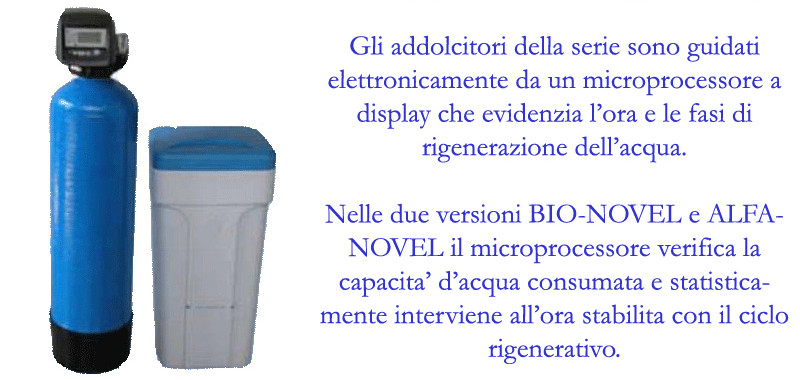 Gli addolcitori della serie sono guidati
elettronicamente da un microprocessore a
display che evidenzia l’ora e le fasi di
rigenerazione dell’acqua.
Nelle due versioni BIO-NOVEL e ALFA-
NOVEL il microprocessore verifica la
capacita’ d’acqua consumata e statistica-
mente interviene all’ora stabilita con il ciclo
rigenerativo.